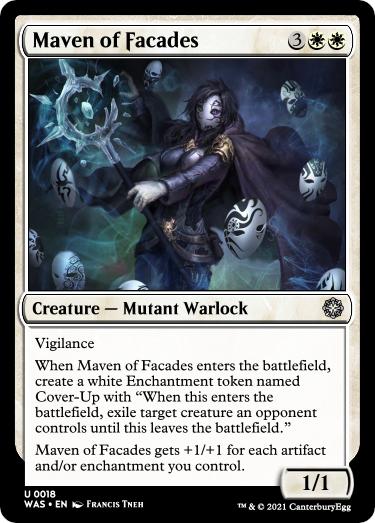 Maven of Facades 3
Creature — Mutant Warlock
Vigilance
When Maven of Facades enters the battlefield,
create a white Enchantment token named
Cover-Up with “When this enters the
battlefield, exile target creature an opponent
controls until this leaves the battlefield.”
Maven of Facades gets +1/+1 for each artifact
and/or enchantment you control.
1/1
U 0018
WAS • EN Francis Tneh
™ & © 2021 CanterburyEgg